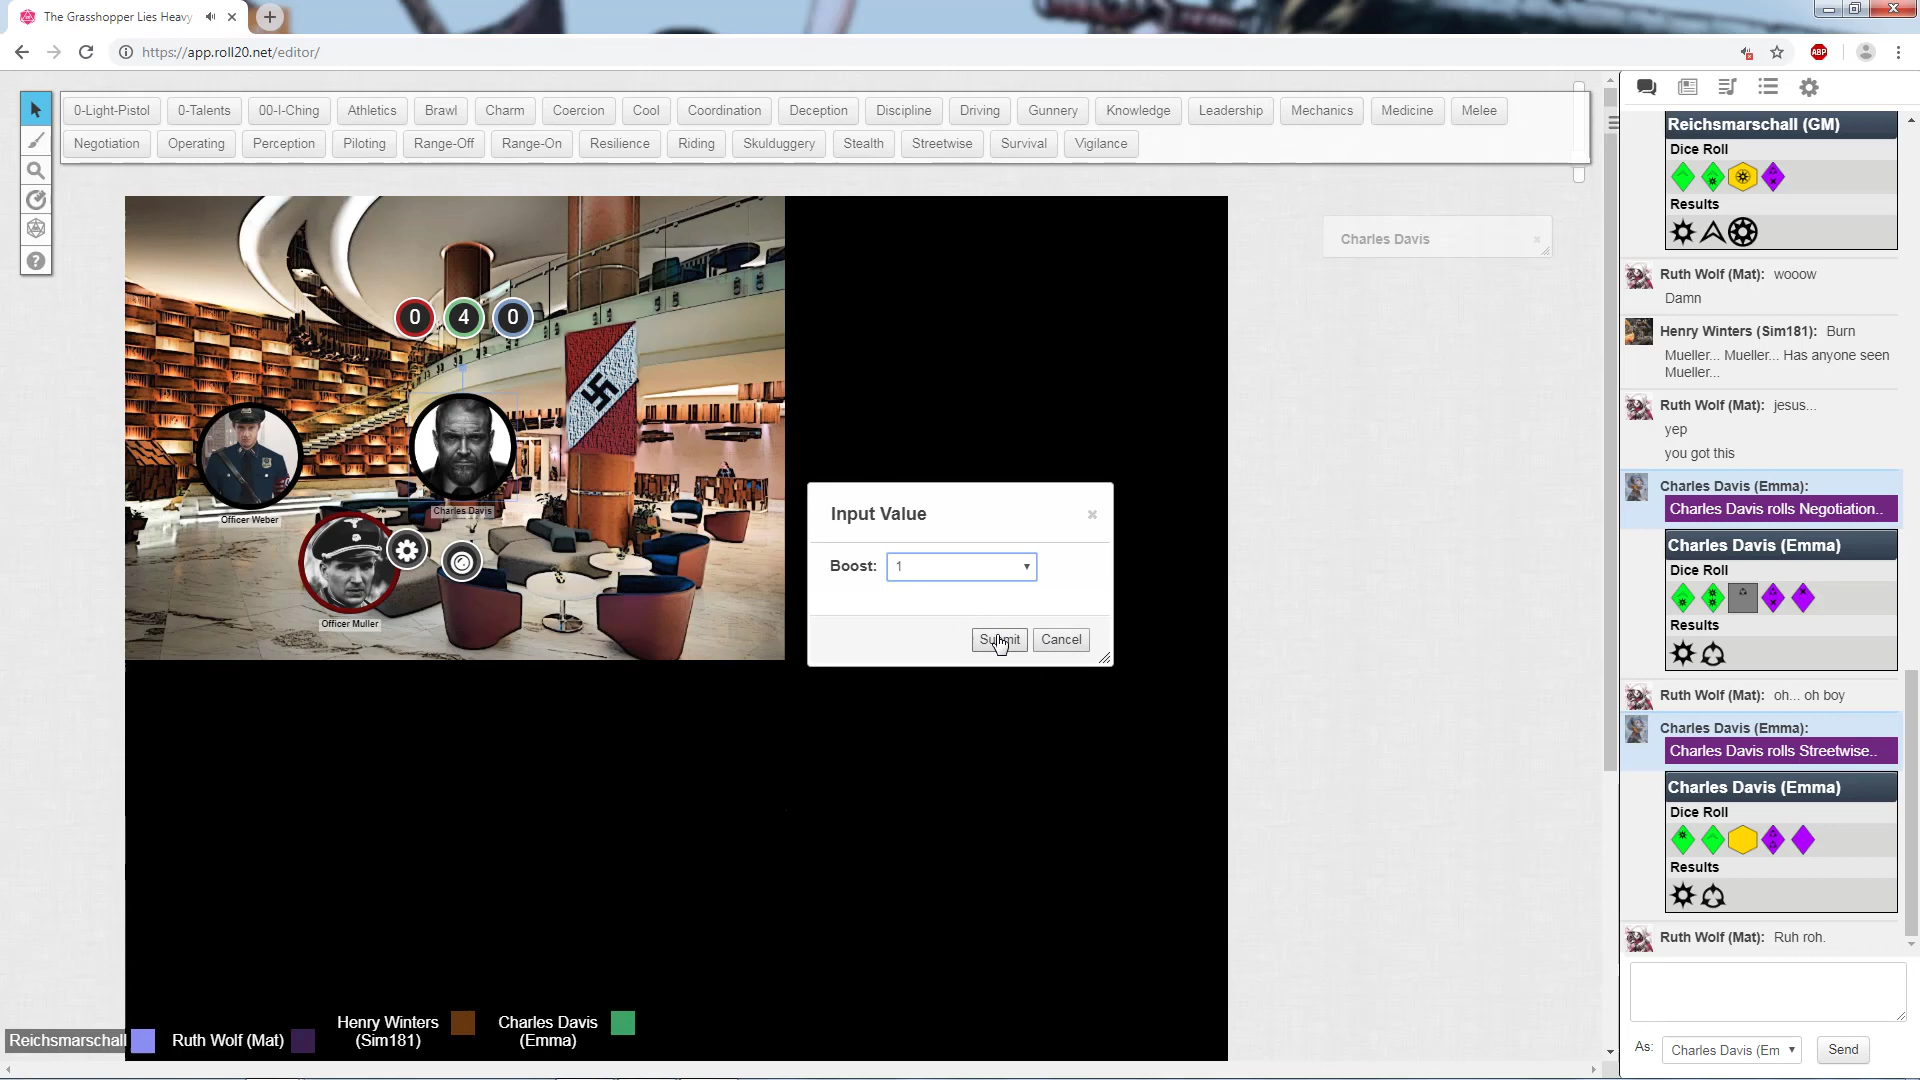 The Grasshopper Lies Heavy
https://app.roll20.net/editor/
ABP
0-Light-Pistol 0-Talents 00-I-Ching Athletics Brawl Charm Coercion Cool Coordination Deception Discipline Driving Gunnery Knowledge Leadership Mechanics Medicine Melee
Negotiation Operating Perception Piloting Range-Off Range-On Resilience Riding Skulduggery Stealth Streetwise Survival Vigilance
Charles Davis
0 4 0
Officer Weber
Charles Davis
Officer Muller
Input Value
Boost: 1
Submit Cancel
Reichsmarschall
Ruth Wolf (Mat)
Henry Winters
(Sim181)
Charles Davis
(Emma)
Reichsmarschall (GM)
Dice Roll
Results
Ruth Wolf (Mat): wooow
Damn
Henry Winters (Sim181): Burn
Mueller... Mueller... Has anyone seen
Mueller...
Ruth Wolf (Mat): jesus...
yep
you got this
Charles Davis (Emma):
Charles Davis rolls Negotiation..
Charles Davis (Emma)
Dice Roll
Results
Ruth Wolf (Mat): oh... oh boy
Charles Davis (Emma):
Charles Davis rolls Streetwise..
Charles Davis (Emma)
Dice Roll
Results
Ruth Wolf (Mat): Ruh roh.
As: Charles Davis (Em Send